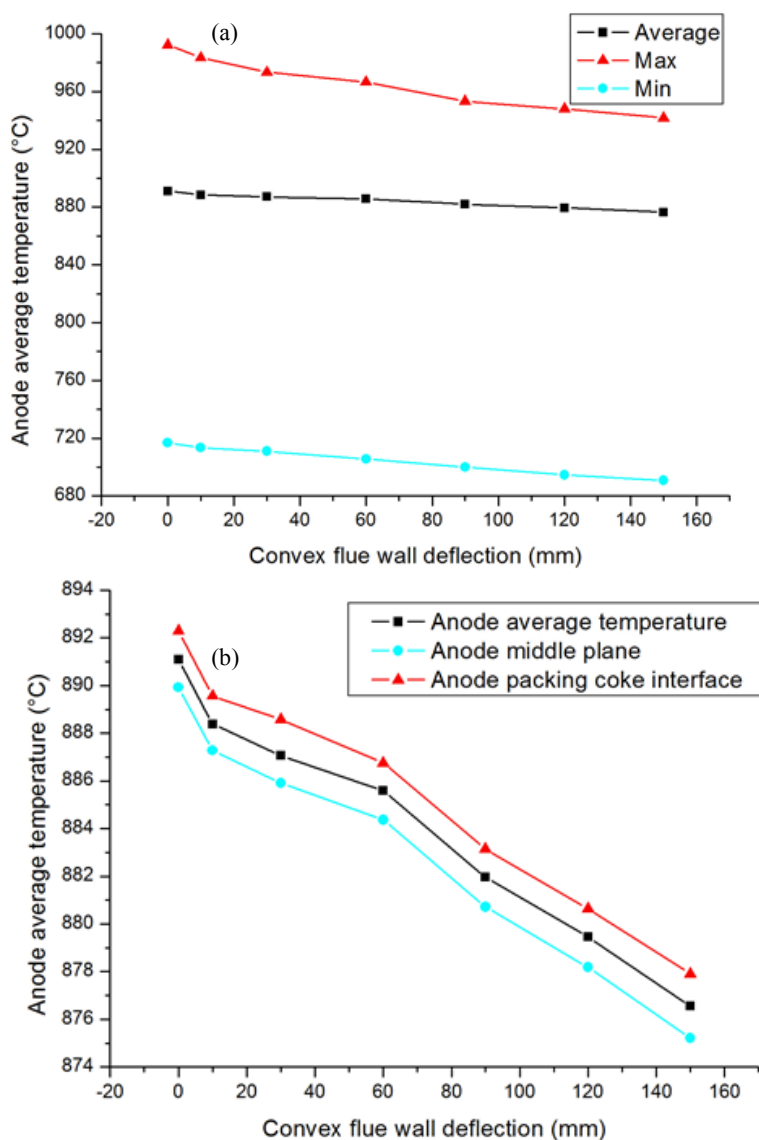 (a)
Average
Max
Min
Anode average temperature (°C)
1000
960
920
880
840
800
760
720
680
-20 0 20 40 60 80 100 120 140 160
Convex flue wall deflection (mm)
(b)
Anode average temperature
Anode middle plane
Anode packing coke interface
Anode average temperature (°C)
894
892
890
888
886
884
882
880
878
876
874
-20 0 20 40 60 80 100 120 140 160
Convex flue wall deflection (mm)